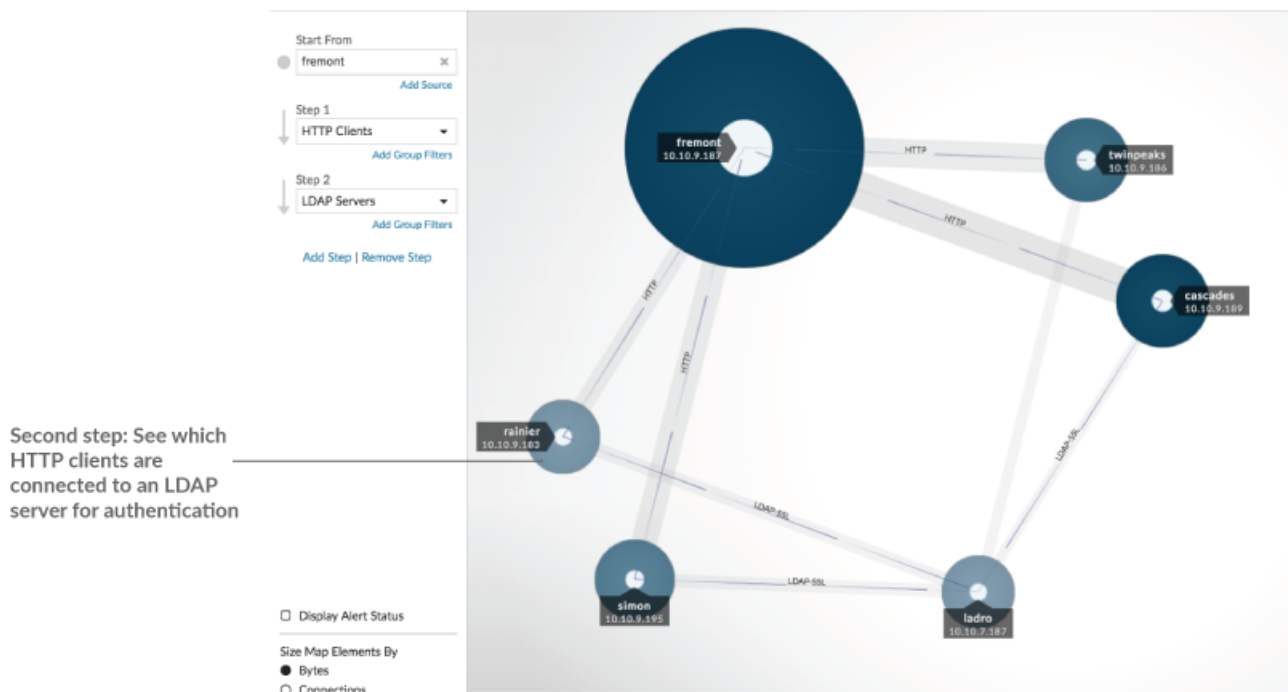 Start From
fremont
Add Source
Step 1
HTTP Clients
Add Group Filters
Step 2
LDAP Servers
Add Group Filters
Add Step | Remove Step
Second step: See which
HTTP clients are
connected to an LDAP
server for authentication
Display Alert Status
Size Map Elements By
Bytes
Connections
fremont
10.10.9.187
HTTP
twinpeaks
10.10.9.186
HTTP
cascades
10.10.9.189
HTTP
HTTP
rainier
10.10.9.183
LDAP-SSL
LDAP-SSL
simon
10.10.9.195
LDAP-SSL
ladro
10.10.7.187